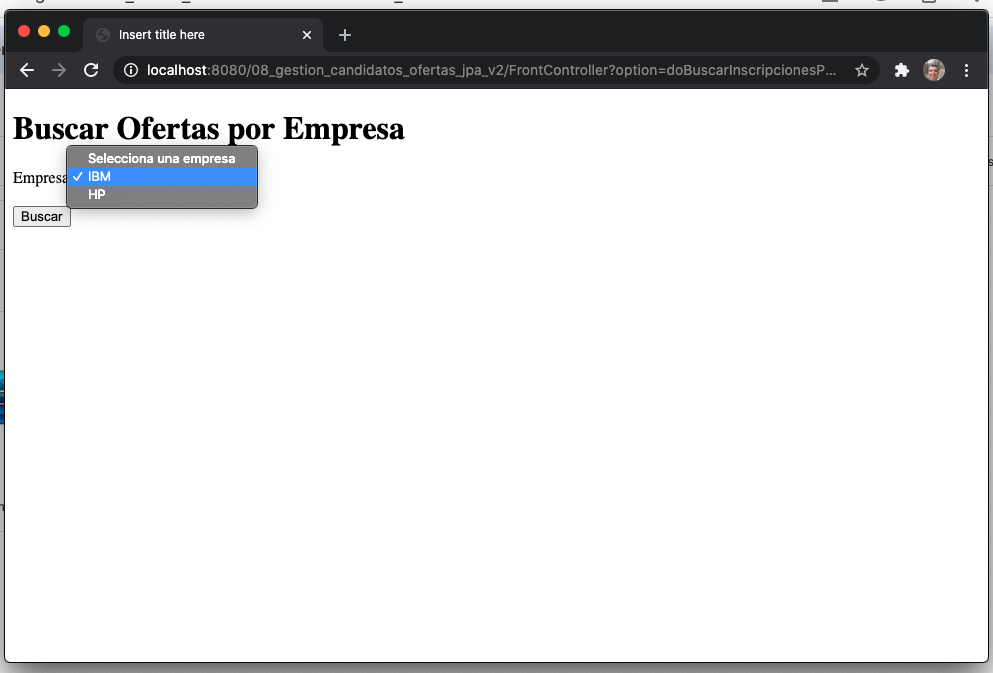 Insert title here
localhost:8080/08_gestion_candidatos_ofertas_jpa_v2/FrontController?option=doBuscarInscripcionesP...
Buscar Ofertas por Empresa
Selecciona una empresa
Empresa
IBM
HP
Buscar